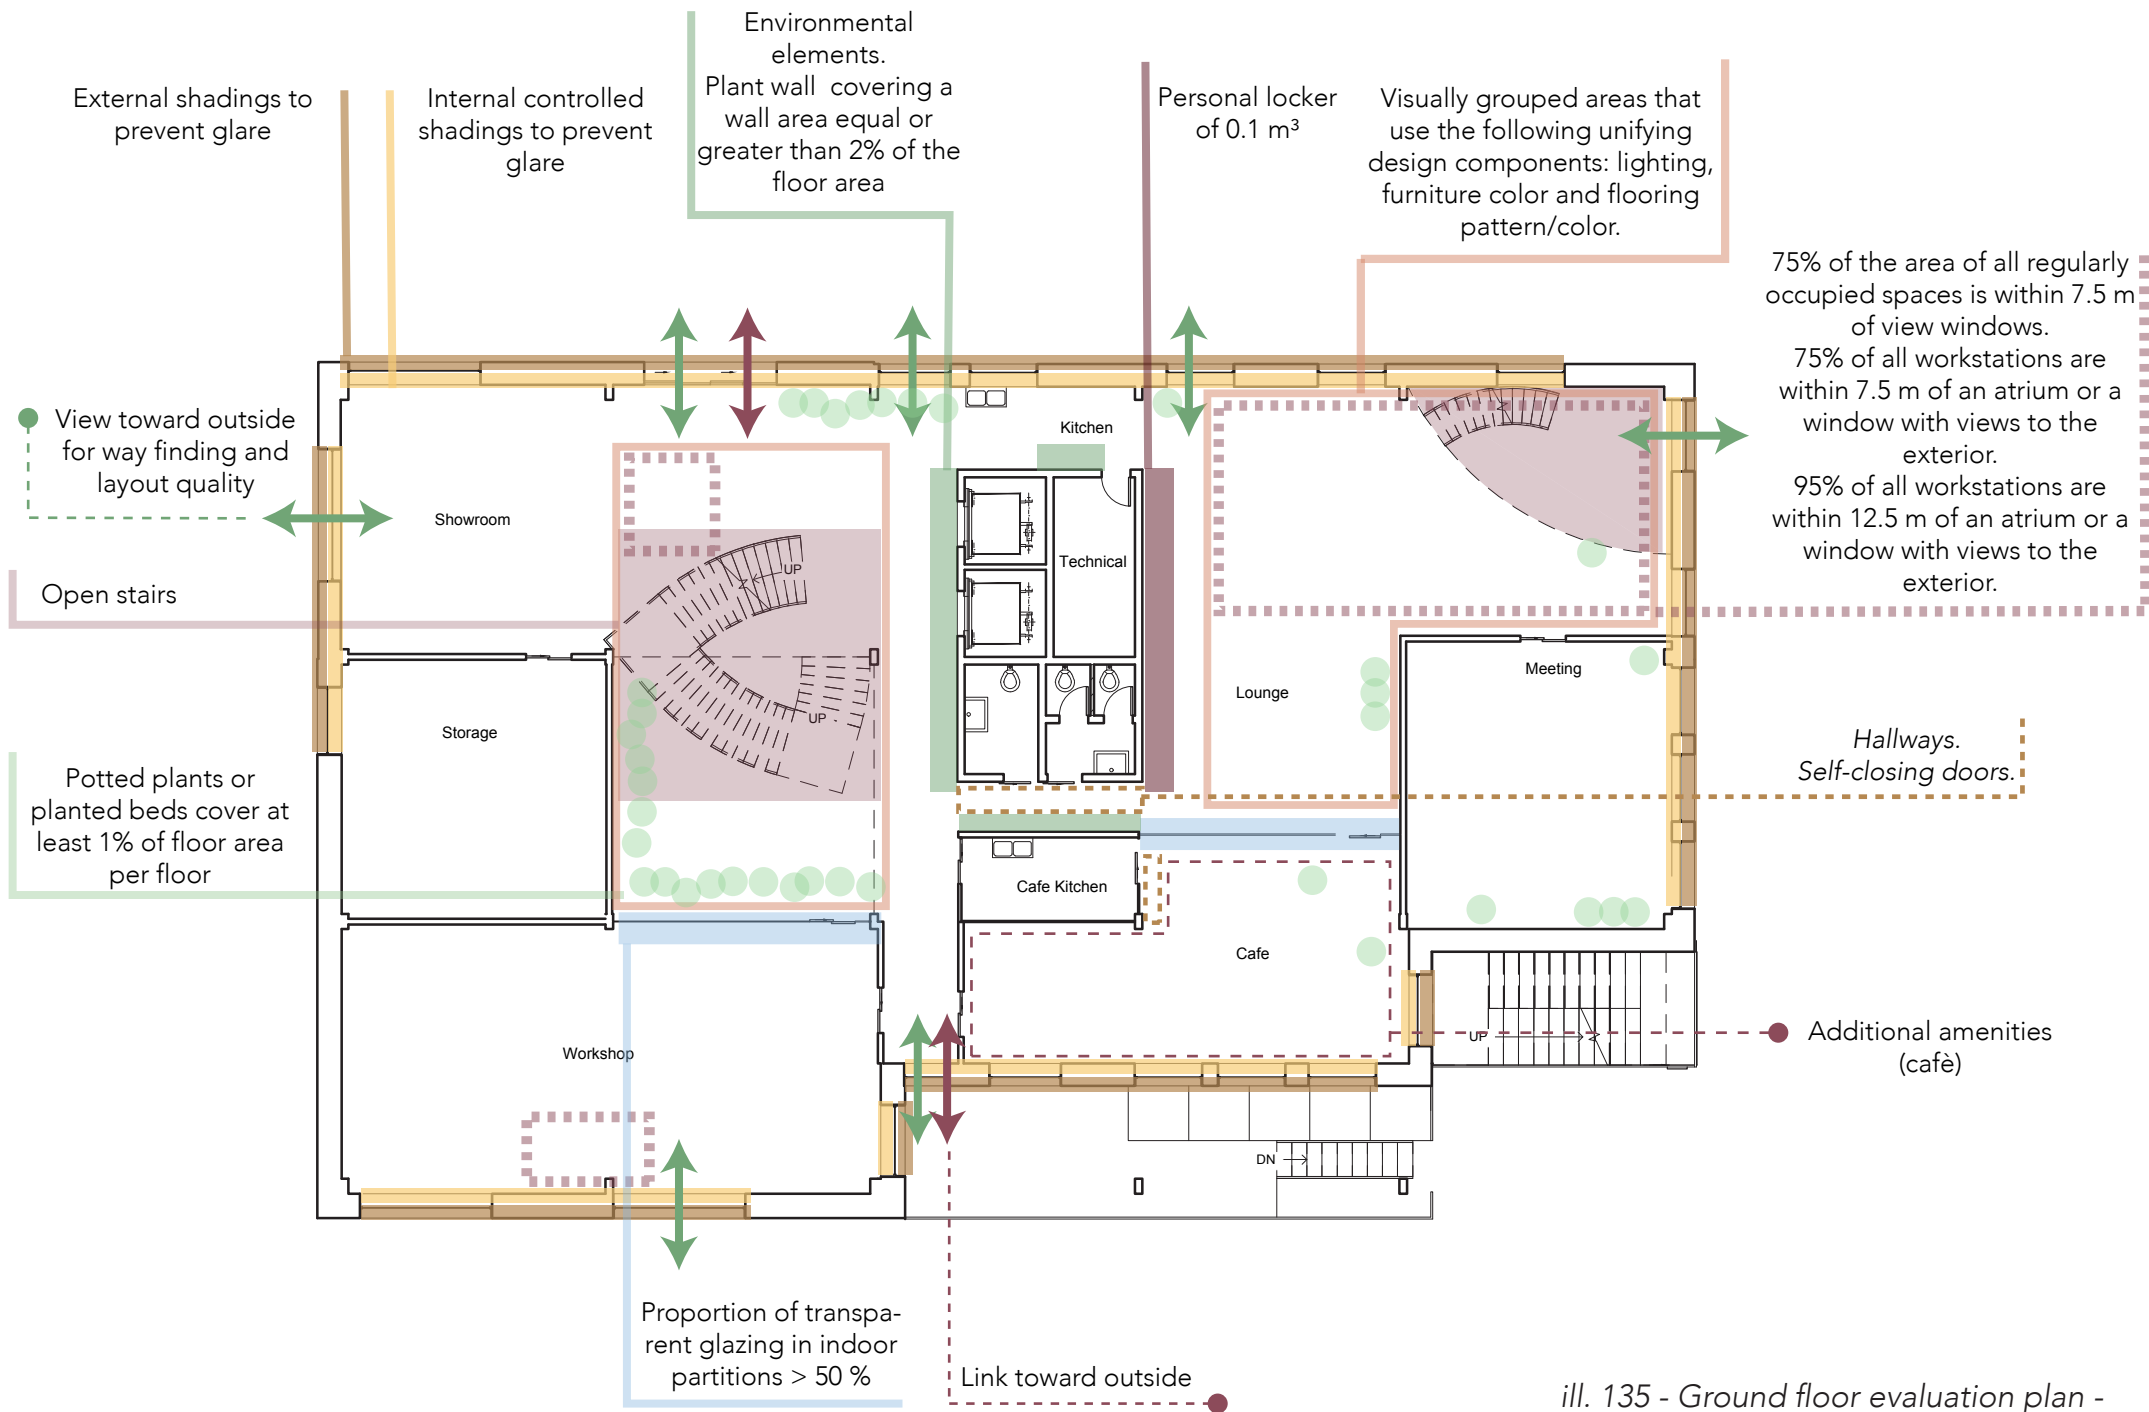 Environmental
elements.
Plant wall covering a
wall area equal or
greater than 2% of the
floor area
External shadings to
prevent glare
Internal controlled
shadings to prevent
glare
Personal locker
of 0.1 m³
Visually grouped areas that
use the following unifying
design components: lighting,
furniture color and flooring
pattern/color.
75% of the area of all regularly
occupied spaces is within 7.5 m
of view windows.
75% of all workstations are
within 7.5 m of an atrium or a
window with views to the
exterior.
95% of all workstations are
within 12.5 m of an atrium or a
window with views to the
exterior.
View toward outside
for way finding and
layout quality
Kitchen
Showroom
Technical
UP
Open stairs
Lounge
Meeting
UP
Storage
Hallways.
Self-closing doors.
Potted plants or
planted beds cover at
least 1% of floor area
per floor
Cafe Kitchen
Cafe
Workshop
UP
Additional amenities
(cafè)
DN
Proportion of transpa-
rent glazing in indoor
partitions > 50 %
Link toward outside
ill. 135 - Ground floor evaluation plan -